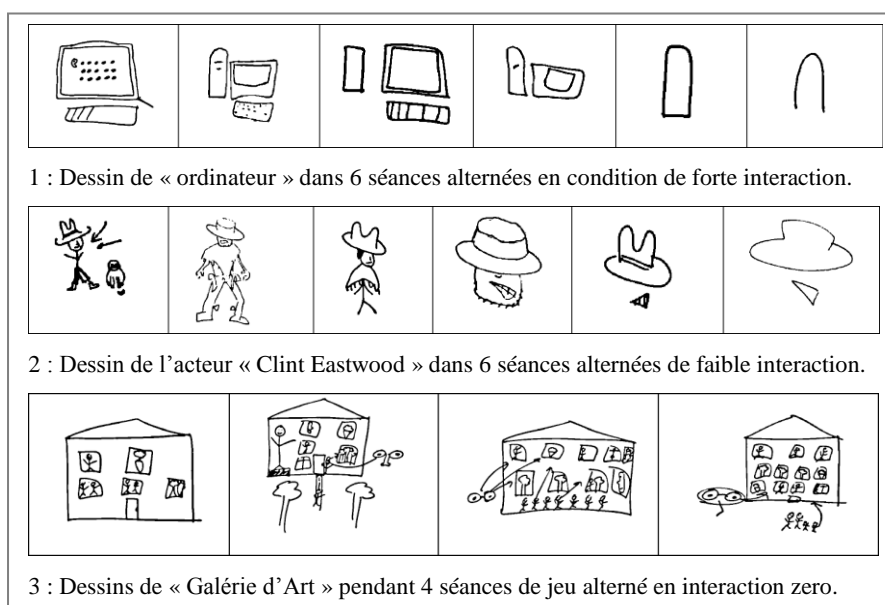 1 : Dessin de « ordinateur » dans 6 séances alternées en condition de forte interaction.
2 : Dessin de l’acteur « Clint Eastwood » dans 6 séances alternées de faible interaction.
3 : Dessins de « Galérie d’Art » pendant 4 séances de jeu alterné en interaction zero.